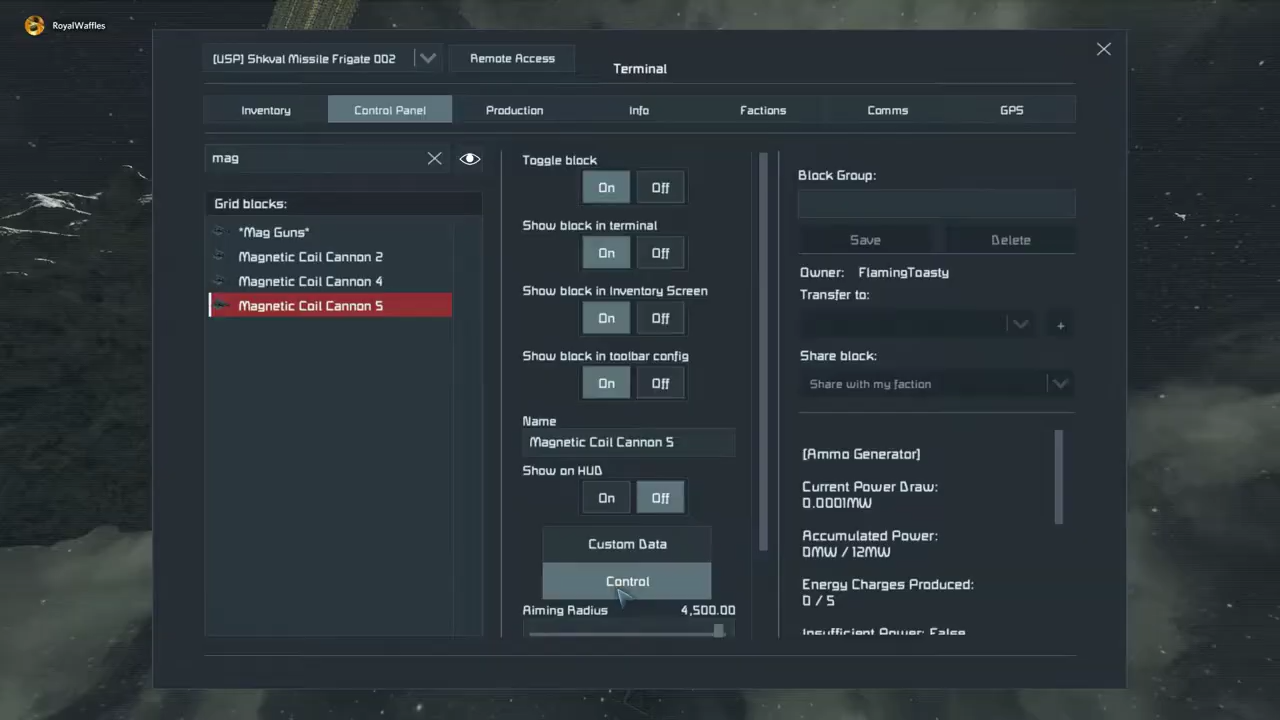 RoyalWaffles
[USP] Shkval Missile Frigate 002
Remote Access
Terminal
Inventory
Control Panel
Production
Info
Factions
Comms
GPS
mag
Grid blocks:
*Mag Guns*
Magnetic Coil Cannon 2
Magnetic Coil Cannon 4
Magnetic Coil Cannon 5
Toggle block
On Off
Show block in terminal
On Off
Show block in Inventory Screen
On Off
Show block in toolbar config
On Off
Name
Magnetic Coil Cannon 5
Show on HUD
On Off
Custom Data
Control
Aiming Radius 4,500.00
Block Group:
Save Delete
Owner: FlamingToasty
Transfer to:
+
Share block:
Share with my faction
[Ammo Generator]
Current Power Draw:
0.0001MW
Accumulated Power:
0MW / 12MW
Energy Charges Produced:
0 / 5
Insufficient Power: False